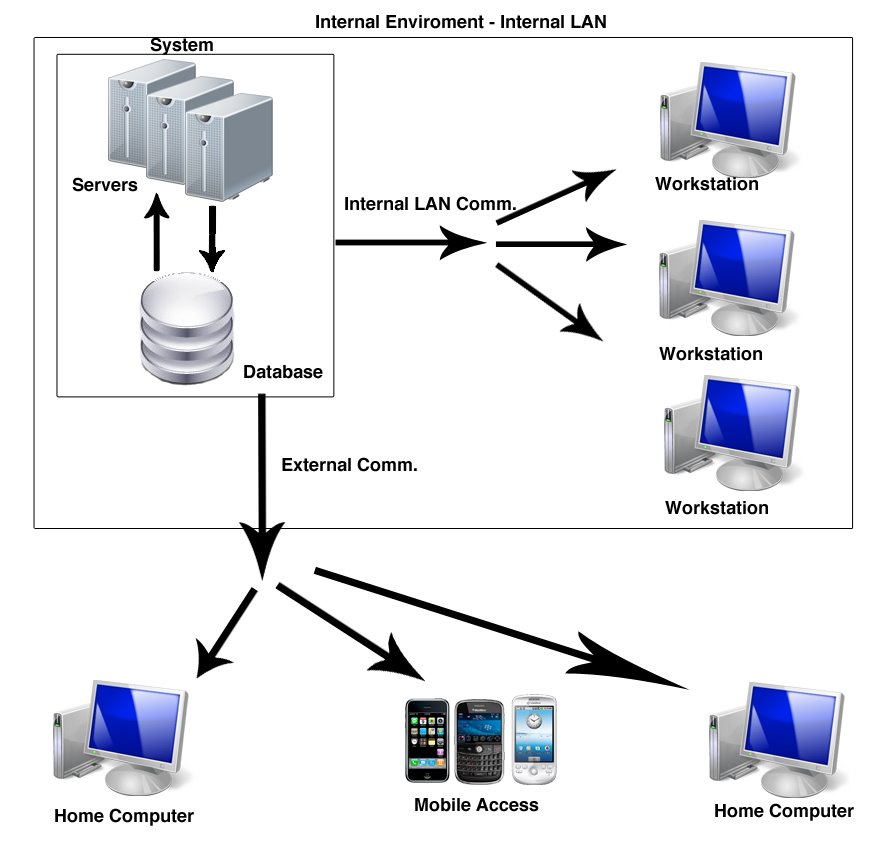 Internal Enviroment - Internal LAN
System
Servers
Internal LAN Comm.
Workstation
Workstation
Database
External Comm.
Workstation
Home Computer
Mobile Access
Home Computer